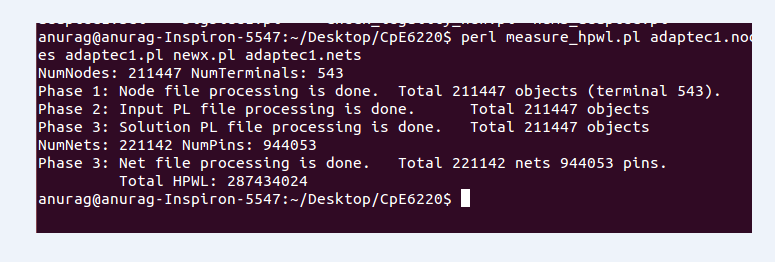 anurag@anurag-Inspiron-5547:~/Desktop/CpE6220$ perl measure_hpwl.pl adaptec1.nod
es adaptec1.pl newx.pl adaptec1.nets
NumNodes: 211447 NumTerminals: 543
Phase 1: Node file processing is done.  Total 211447 objects (terminal 543).
Phase 2: Input PL file processing is done.      Total 211447 objects
Phase 3: Solution PL file processing is done.   Total 211447 objects
NumNets: 221142 NumPins: 944053
Phase 3: Net file processing is done.   Total 221142 nets 944053 pins.
         Total HPWL: 287434024
anurag@anurag-Inspiron-5547:~/Desktop/CpE6220$